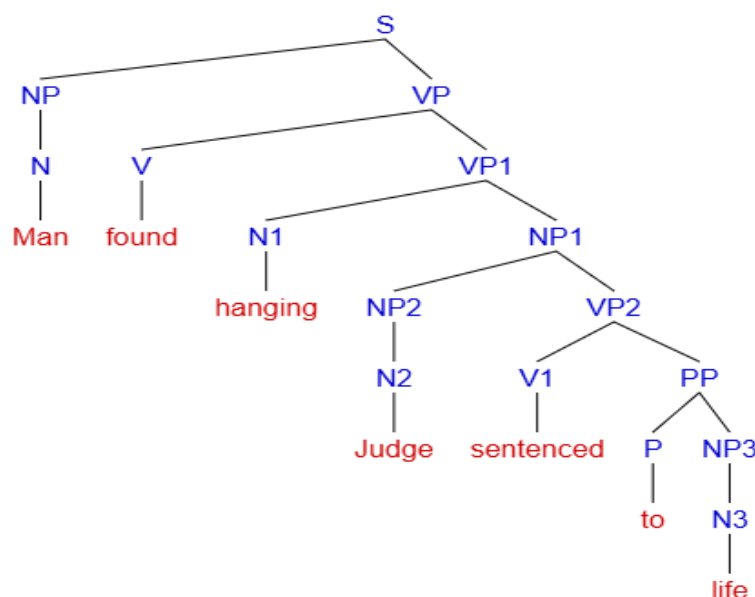 S
NP VP
N V VP1
Man found N1 NP1
hanging NP2 VP2
N2 V1 PP
Judge sentenced P NP3
to N3
life